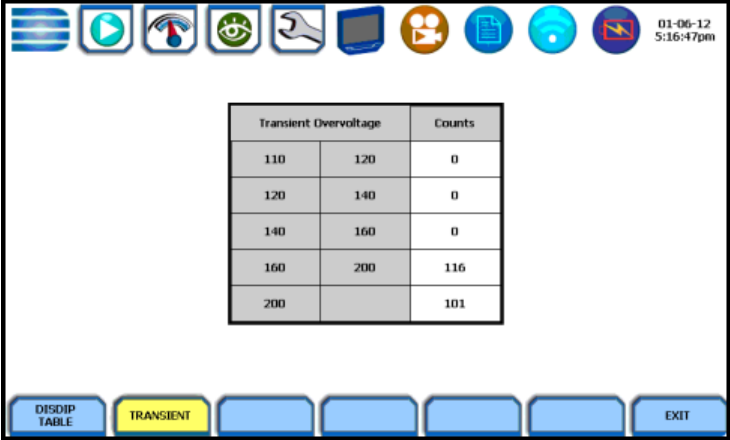 01-06-12
5:16:47pm
Transient Overvoltage Counts
110 120 0
120 140 0
140 160 0
160 200 116
200 101
DISDIP
TABLE
TRANSIENT
EXIT